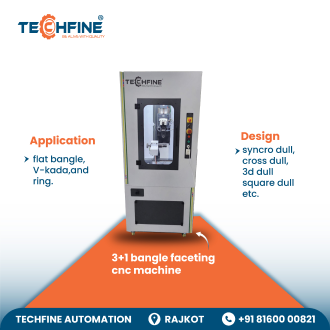 TECHFINE®
BE ALIVE WITH QUALITY
TECHFINE
Application
flat bangle,
V-kada,and
ring.
Design
syncro dull,
cross dull,
3d dull
square dull
etc.
3+1 bangle faceting
cnc machine
TECHFINE AUTOMATION RAJKOT +91 81600 00821